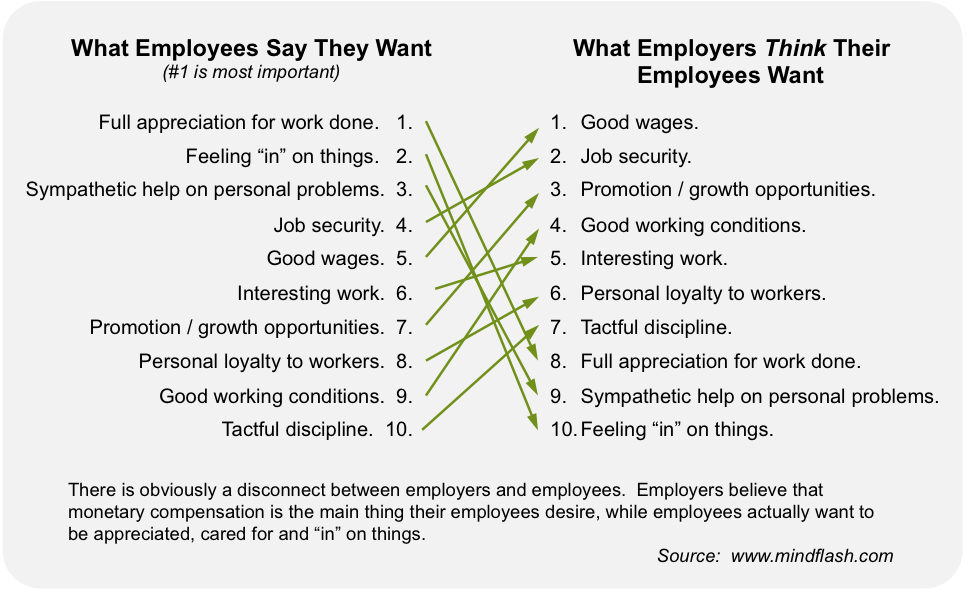 What Employees Say They Want
(#1 is most important)
What Employers Think Their
Employees Want
Full appreciation for work done. 1.
Feeling “in” on things. 2.
Sympathetic help on personal problems. 3.
Job security. 4.
Good wages. 5.
Interesting work. 6.
Promotion / growth opportunities. 7.
Personal loyalty to workers. 8.
Good working conditions. 9.
Tactful discipline. 10.
1. Good wages.
2. Job security.
3. Promotion / growth opportunities.
4. Good working conditions.
5. Interesting work.
6. Personal loyalty to workers.
7. Tactful discipline.
8. Full appreciation for work done.
9. Sympathetic help on personal problems.
10. Feeling “in” on things.
There is obviously a disconnect between employers and employees. Employers believe that
monetary compensation is the main thing their employees desire, while employees actually want to
be appreciated, cared for and “in” on things.
Source: www.mindflash.com